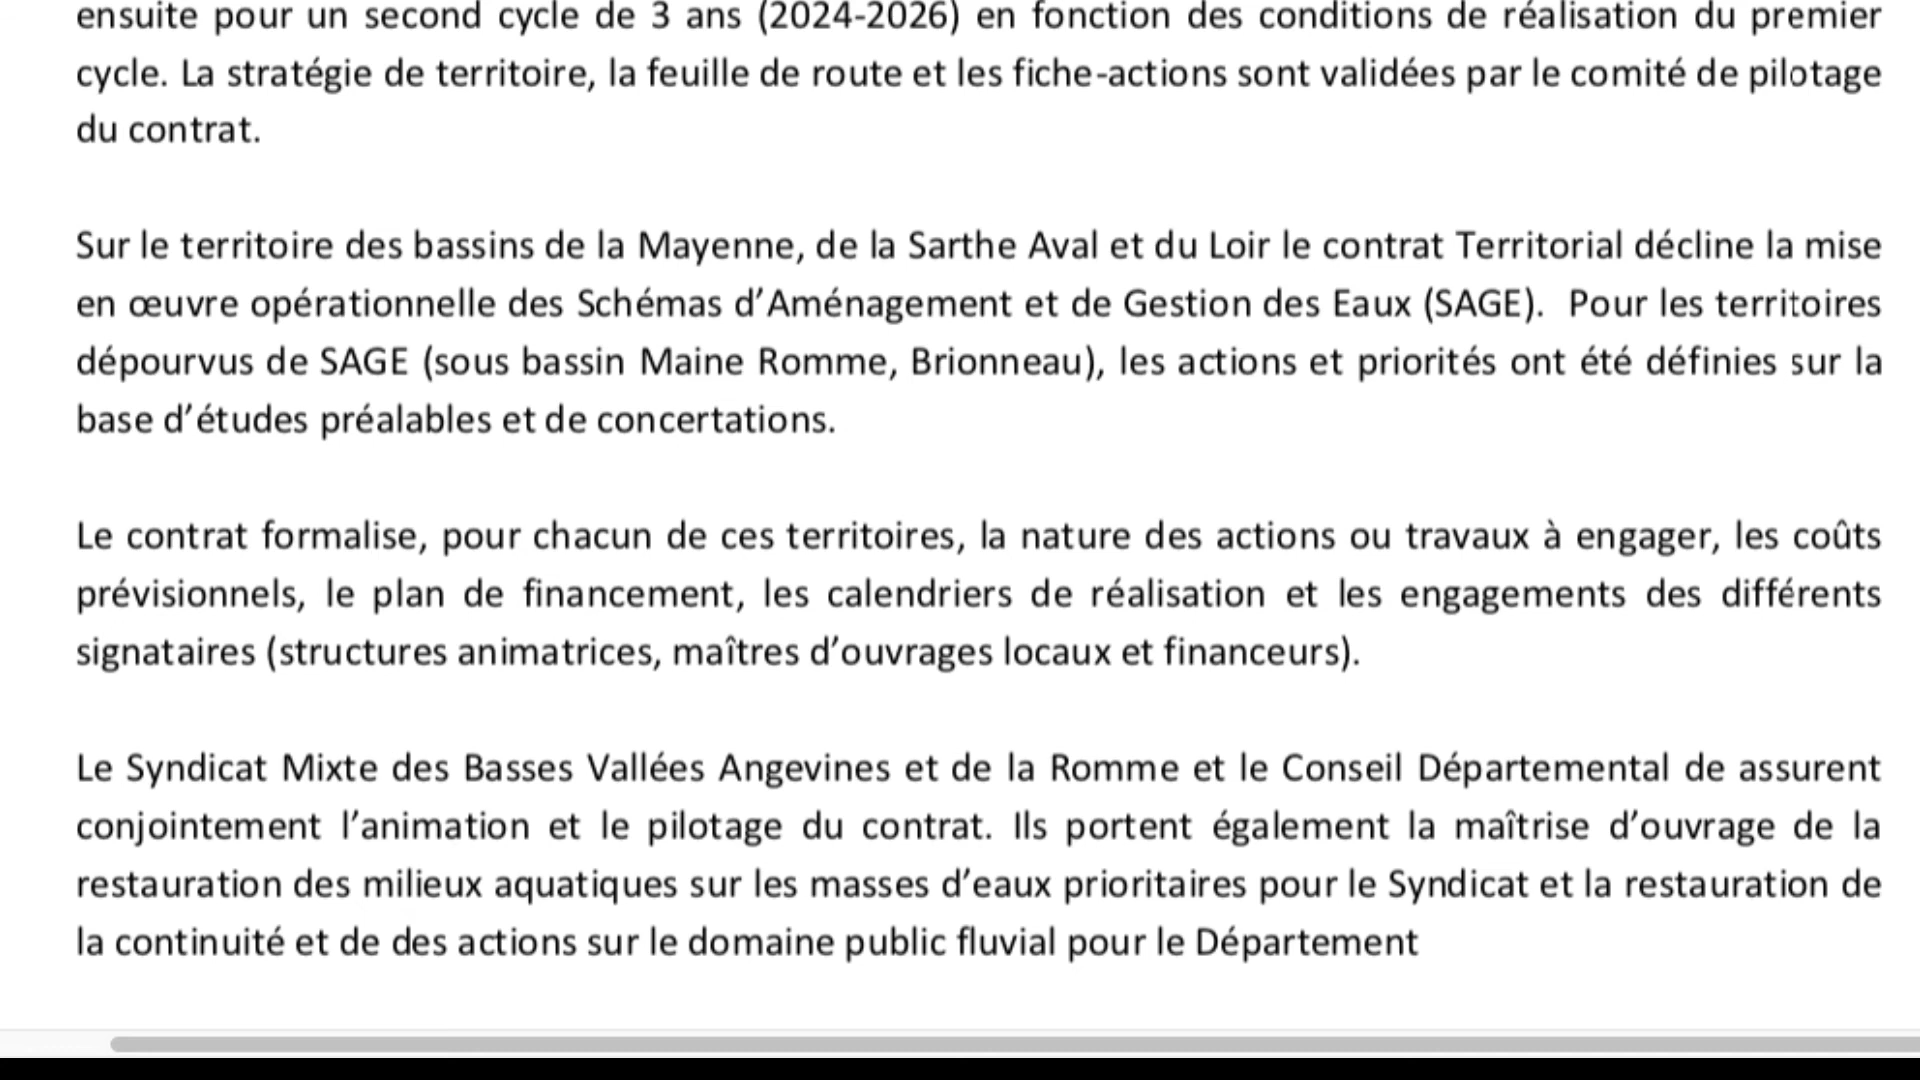 ensuite pour un second cycle de 3 ans (2024-2026) en fonction des conditions de réalisation du premier
cycle. La stratégie de territoire, la feuille de route et les fiche-actions sont validées par le comité de pilotage
du contrat.
Sur le territoire des bassins de la Mayenne, de la Sarthe Aval et du Loir le contrat Territorial décline la mise
en œuvre opérationnelle des Schémas d’Aménagement et de Gestion des Eaux (SAGE).  Pour les territoires
dépourvus de SAGE (sous bassin Maine Romme, Brionneau), les actions et priorités ont été définies sur la
base d’études préalables et de concertations.
Le contrat formalise, pour chacun de ces territoires, la nature des actions ou travaux à engager, les coûts
prévisionnels, le plan de financement, les calendriers de réalisation et les engagements des différents
signataires (structures animatrices, maîtres d’ouvrages locaux et financeurs).
Le Syndicat Mixte des Basses Vallées Angevines et de la Romme et le Conseil Départemental de assurent
conjointement l’animation et le pilotage du contrat. Ils portent également la maîtrise d’ouvrage de la
restauration des milieux aquatiques sur les masses d’eaux prioritaires pour le Syndicat et la restauration de
la continuité et de des actions sur le domaine public fluvial pour le Département